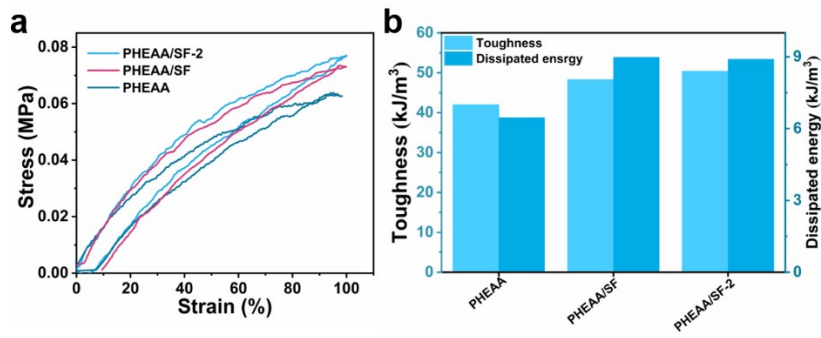 a
PHEAA/SF-2
PHEAA/SF
PHEAA
Stress (MPa)
0.08
0.06
0.04
0.02
0.00
0 20 40 60 80 100
Strain (%)
b
Toughness
Dissipated ensrgy
Toughness (kJ/m³)
60
50
40
30
20
10
0
9
6
3
0
Dissipated energy (kJ/m³)
PHEAA
PHEAA/SF
PHEAA/SF-2